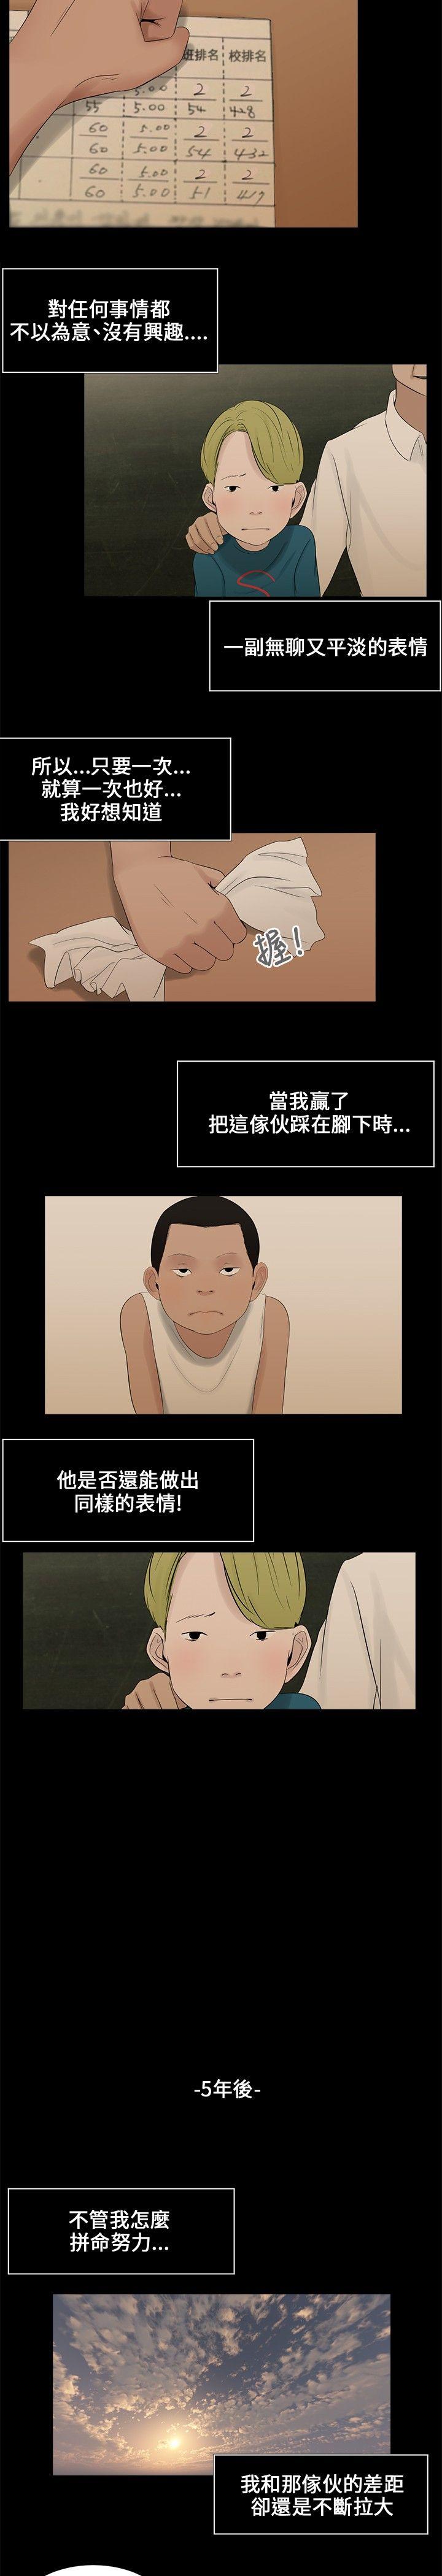 班排名 校排名
5.00 2 2
55 5.00 54 428
60 5.00 2 2
60 5.00 54 432
60 5.00 2 2
60 5.00 51 417
對任何事情都
不以為意、沒有興趣....
S
一副無聊又平淡的表情
所以...只要一次...
就算一次也好...
我好想知道
握!
當我贏了
把這傢伙踩在腳下時...
他是否還能做出
同樣的表情!
-5年後-
不管我怎麼
拼命努力...
我和那傢伙的差距
卻還是不斷拉大